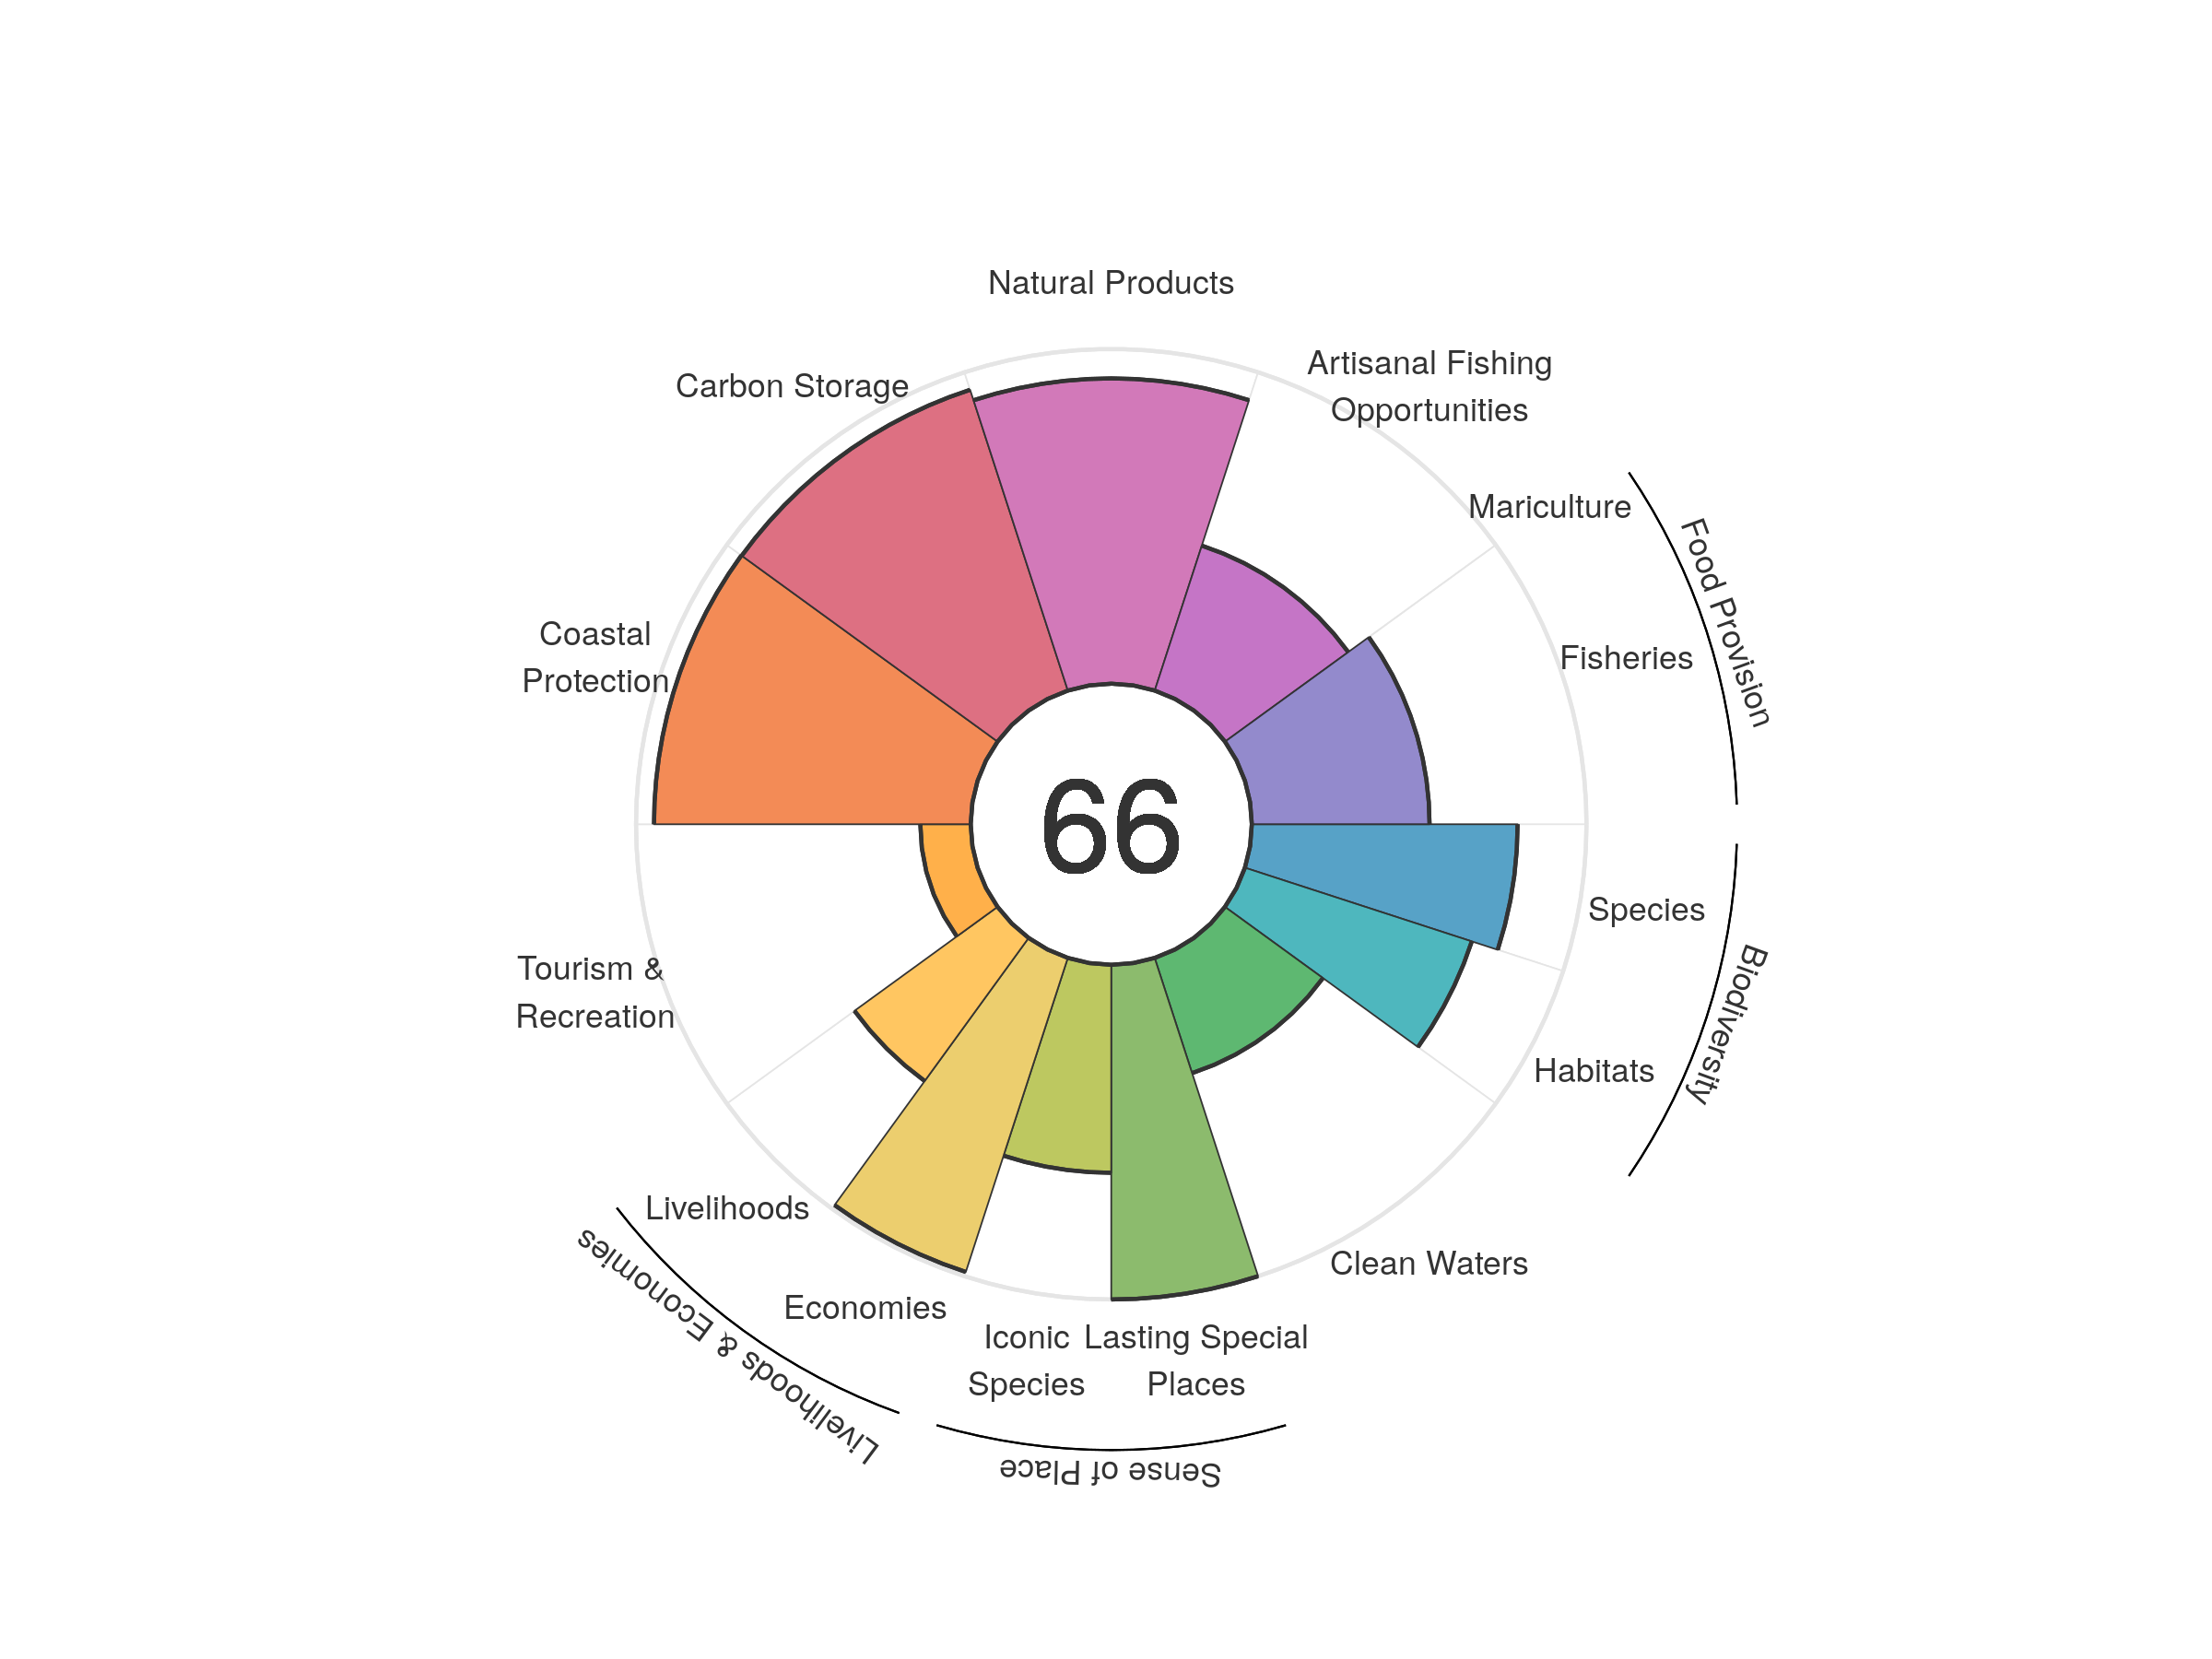 Natural Products
Artisanal Fishing
Opportunities
Carbon Storage
Mariculture
Food Provision
Fisheries
Coastal
Protection
66
Species
Biodiversity
Habitats
Tourism &
Recreation
Clean Waters
Livelihoods
Livelihoods & Economies
Economies
Iconic
Species
Lasting Special
Places
Sense of Place